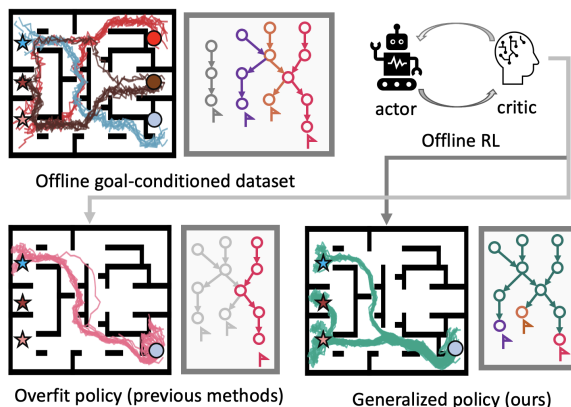 actor
critic
Offline RL
Offline goal-conditioned dataset
Overfit policy (previous methods)
Generalized policy (ours)